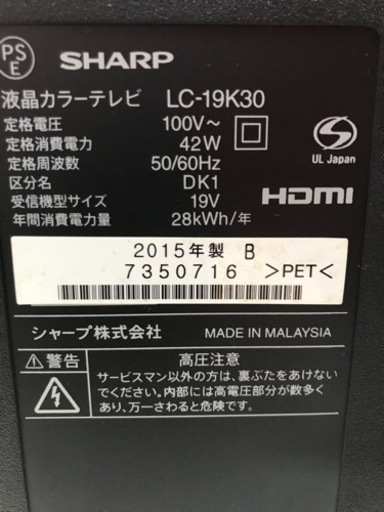 PS
E
SHARP
液晶カラーテレビ LC-19K30
定格電圧 100V～
定格消費電力 42W
定格周波数 50/60Hz
区分名 DK1
受信機型サイズ 19V
年間消費電力量 28kWh/年
S
UL Japan
HDMI
2015年製 B
7350716
>PET<
シャープ株式会社 MADE IN MALAYSIA
警告
高圧注意
サービスマン以外の方は、裏ぶたをあけない
でください。内部には高電圧部分が数多く
あり、万一さわると危険です。